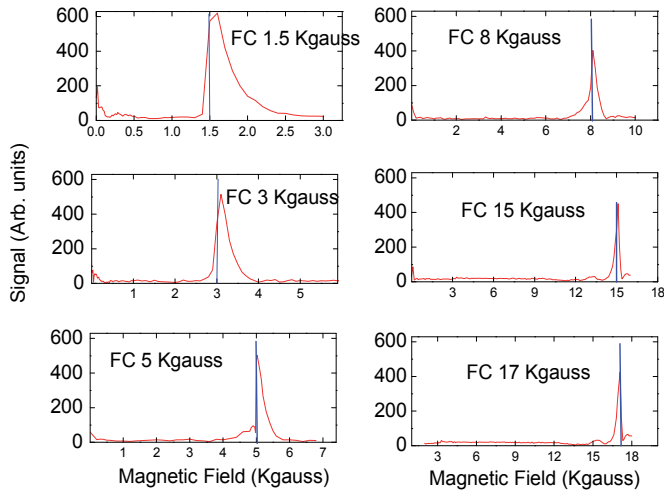 600
400
200
0
FC 1.5 Kgauss
0.0 0.5 1.0 1.5 2.0 2.5 3.0
600
400
200
0
FC 8 Kgauss
2 4 6 8 10
Signal (Arb. units)
600
400
200
0
FC 3 Kgauss
0 1 2 3 4 5
600
400
200
0
FC 15 Kgauss
3 6 9 12 15 18
600
400
200
0
FC 5 Kgauss
1 2 3 4 5 6 7
Magnetic Field (Kgauss)
600
400
200
0
FC 17 Kgauss
3 6 9 12 15 18
Magnetic Field (Kgauss)